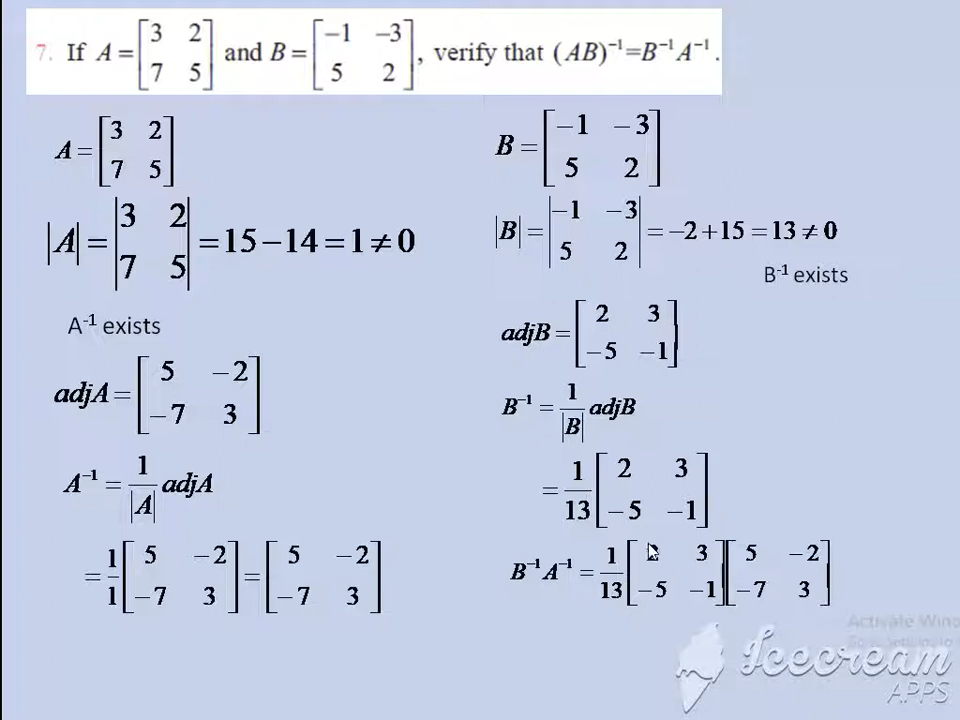 7. If A = [3 2; 7 5] and B = [−1 −3; 5 2], verify that (AB)⁻¹=B⁻¹A⁻¹.
A = [3 2; 7 5]
|A| = |3 2; 7 5| = 15 − 14 = 1 ≠ 0
A⁻¹ exists
adjA = [5 −2; −7 3]
A⁻¹ = 1/|A| adjA
= 1/1 [5 −2; −7 3] = [5 −2; −7 3]
B = [−1 −3; 5 2]
|B| = |−1 −3; 5 2| = −2 + 15 = 13 ≠ 0
B⁻¹ exists
adjB = [2 3; −5 −1]
B⁻¹ = 1/|B| adjB
= 1/13 [2 3; −5 −1]
B⁻¹A⁻¹ = 1/13 [2 3; −5 −1][5 −2; −7 3]
Activate Wind
Icecream
APPS